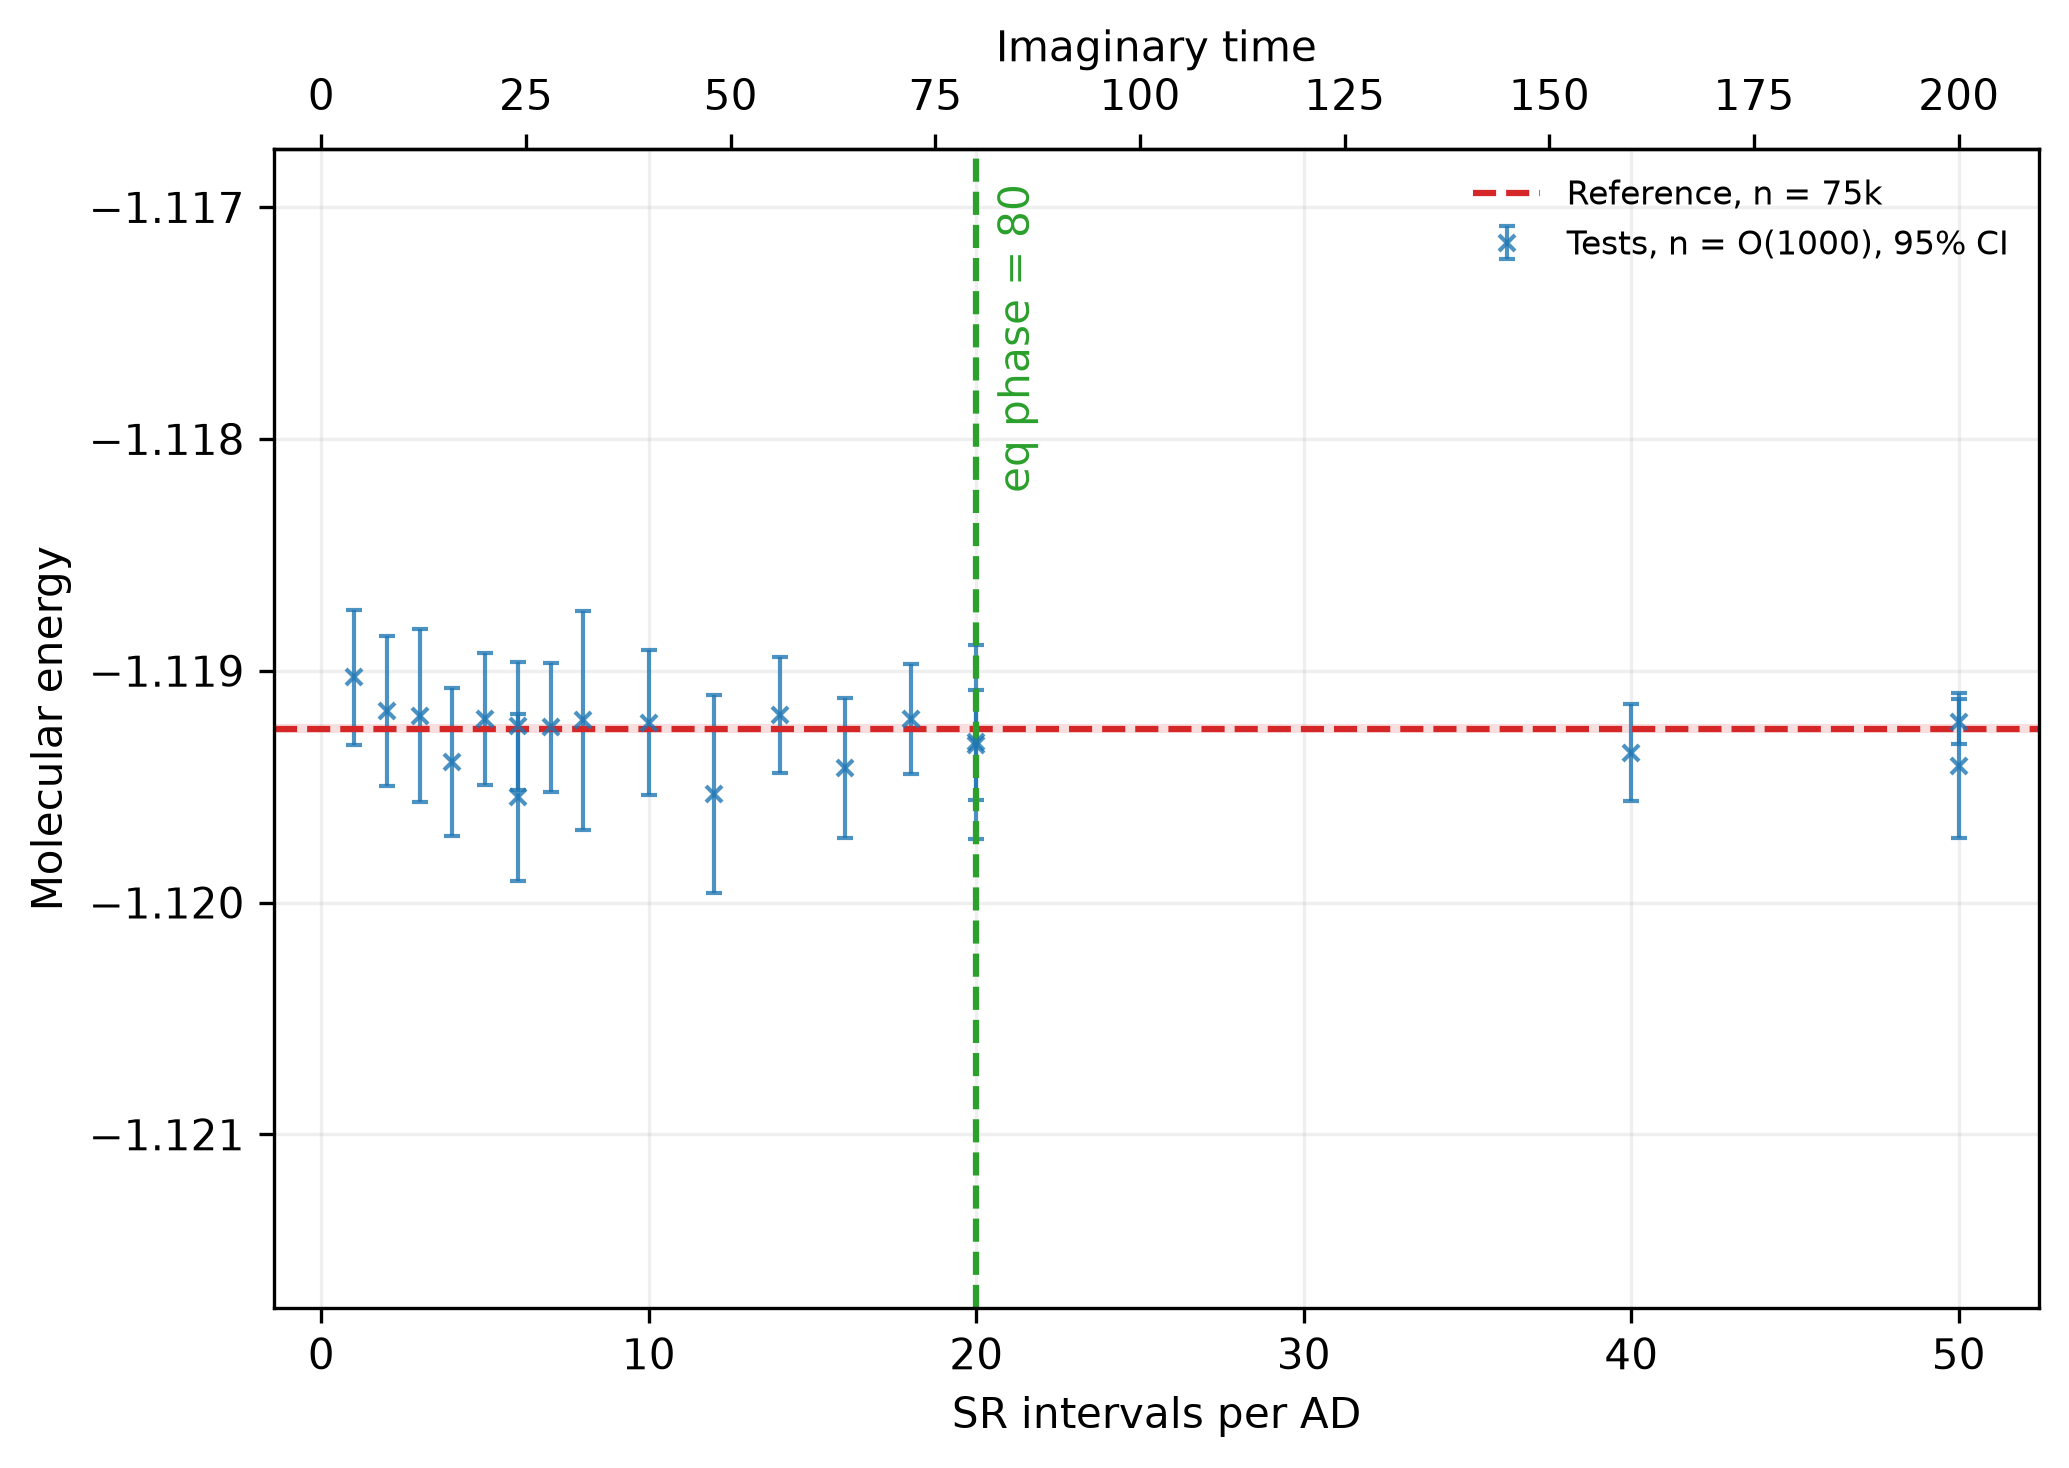 Imaginary time
0 25 50 75 100 125 150 175 200
Reference, n = 75k
Tests, n = O(1000), 95% CI
eq phase = 80
Molecular energy
−1.117
−1.118
−1.119
−1.120
−1.121
0 10 20 30 40 50
SR intervals per AD